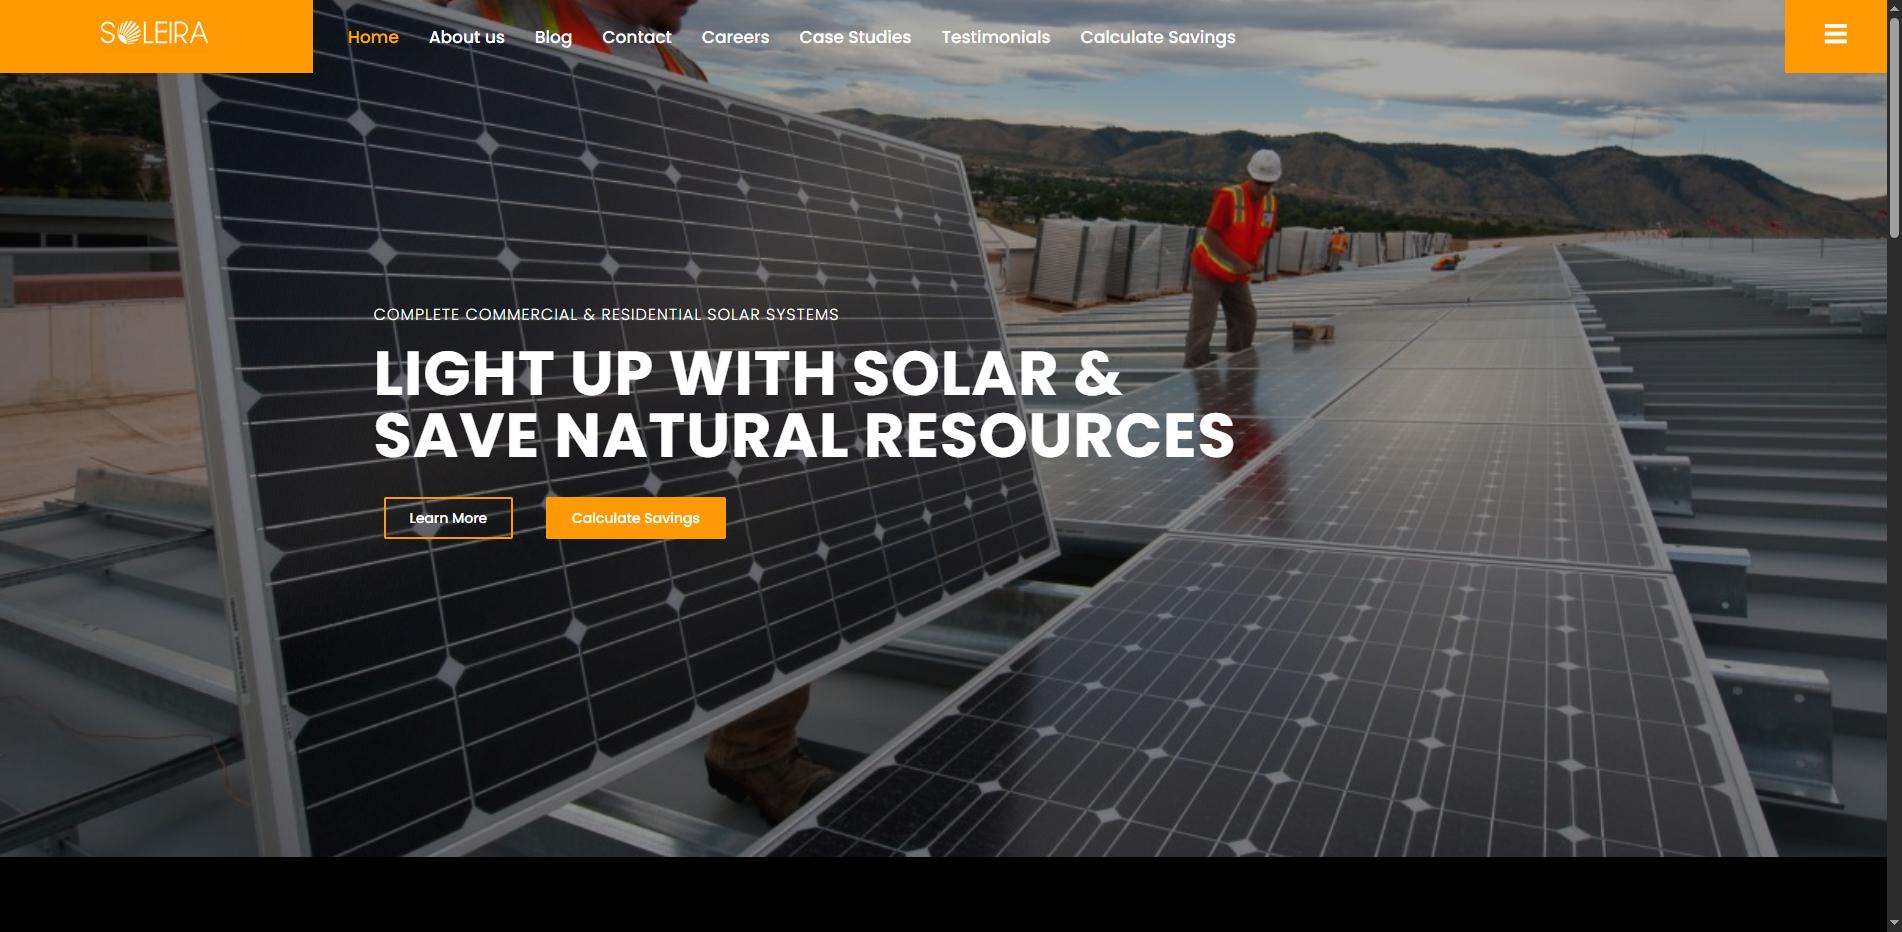 SOLEIRA
Home About us Blog Contact Careers Case Studies Testimonials Calculate Savings
COMPLETE COMMERCIAL & RESIDENTIAL SOLAR SYSTEMS
LIGHT UP WITH SOLAR &
SAVE NATURAL RESOURCES
Learn More Calculate Savings